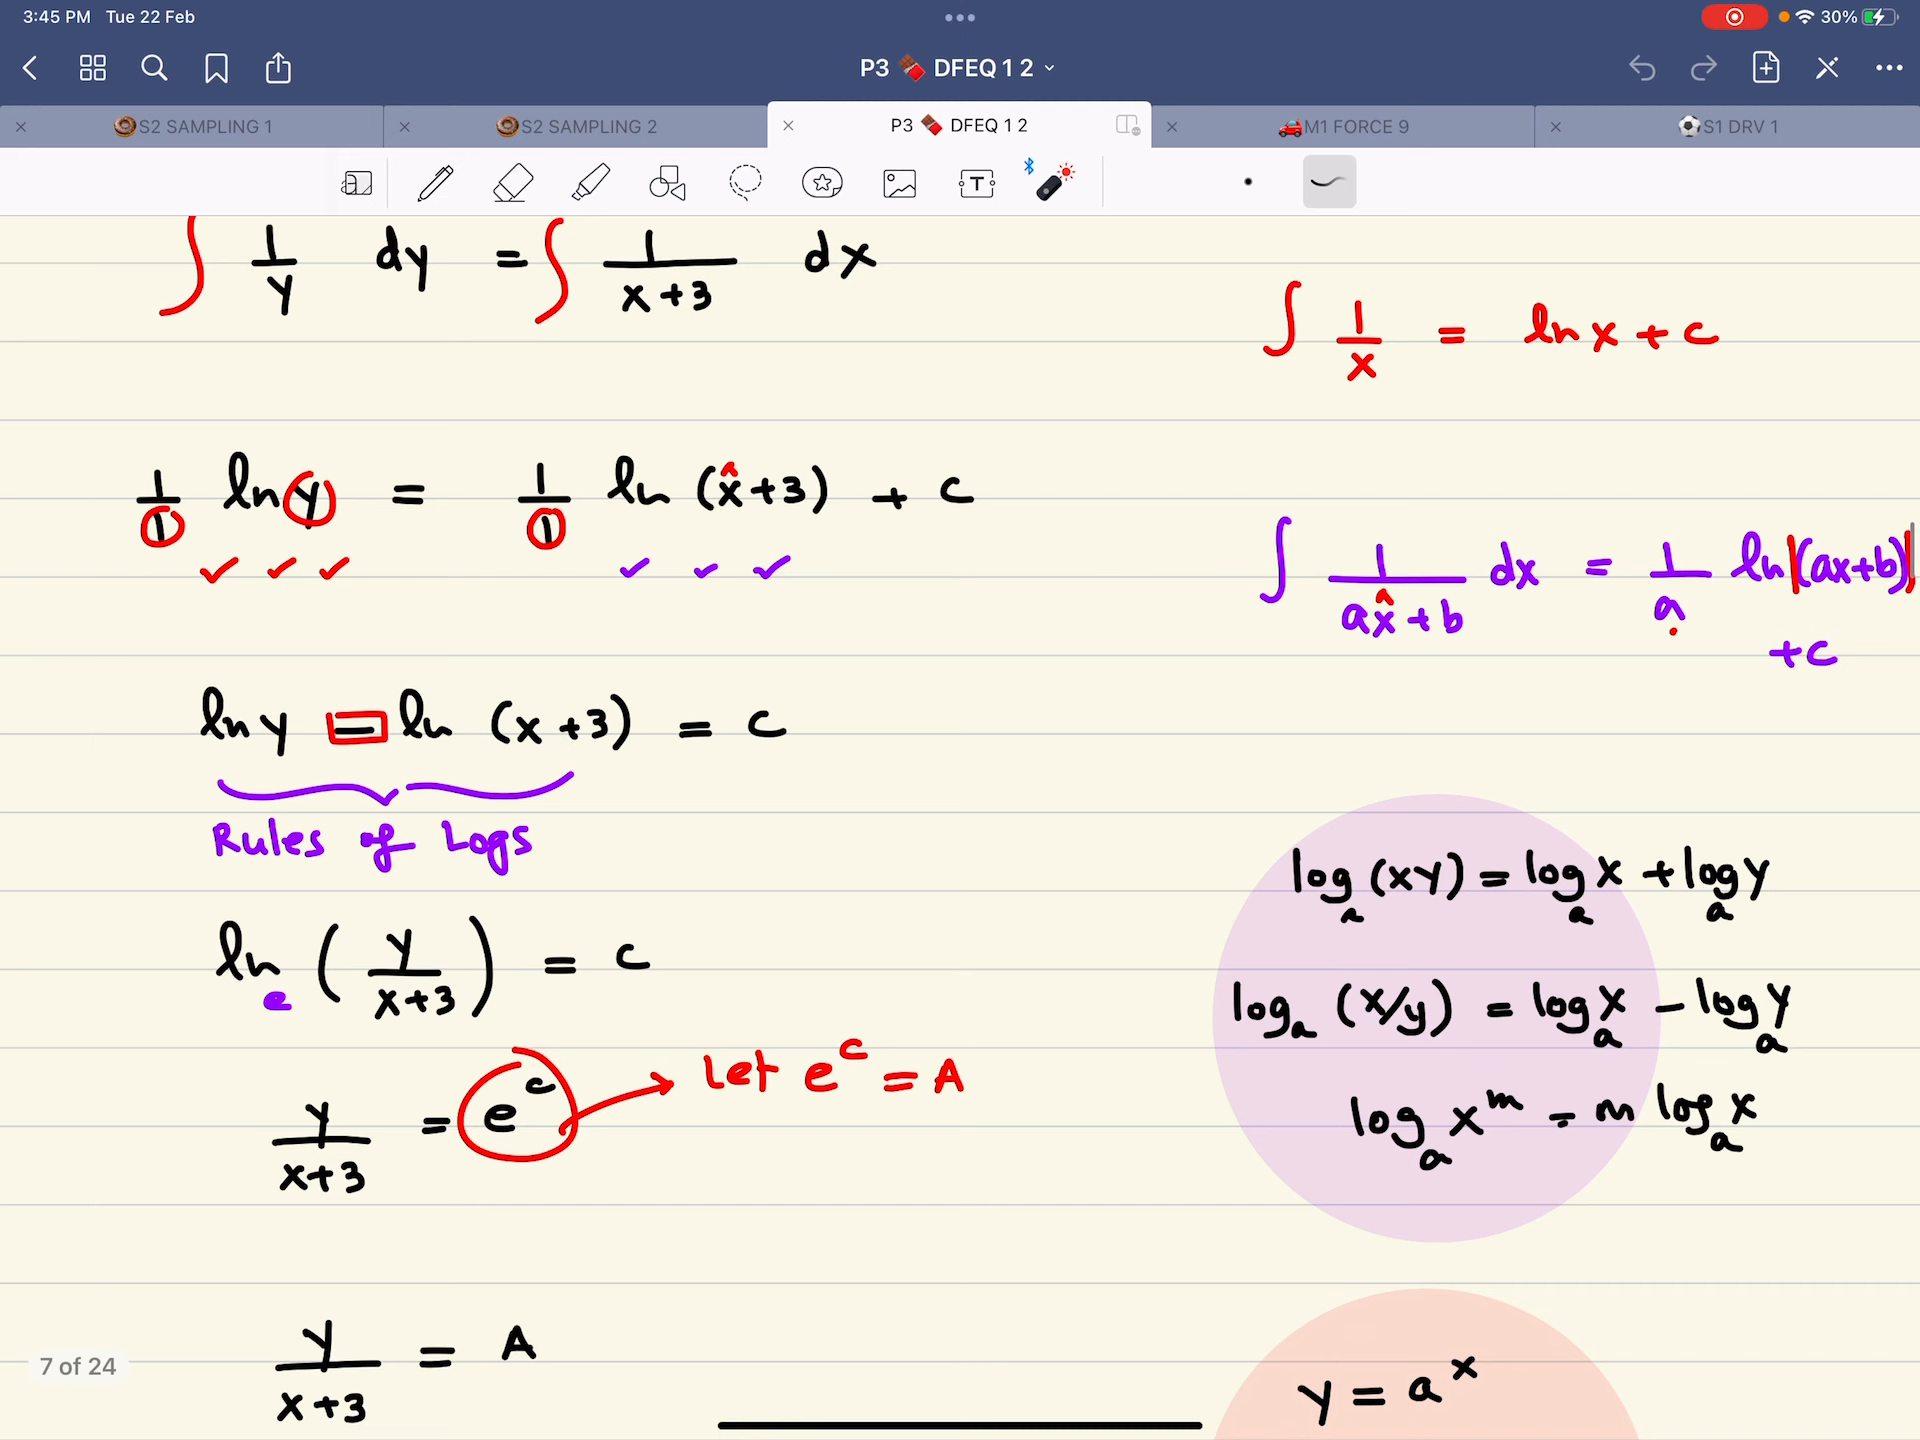 3:45 PM Tue 22 Feb
30%
P3 🍫 DFEQ 1 2
S2 SAMPLING 1
S2 SAMPLING 2
P3 🍫 DFEQ 1 2
M1 FORCE 9
S1 DRV 1
∫ 1/y dy = ∫ 1/(x+3) dx
∫ 1/x = ln x + c
1/1 ln y = 1/1 ln (x+3) + c
∫ 1/(ax+b) dx = 1/a ln |(ax+b)|
+c
ln y − ln (x+3) = c
Rules of Logs
ln e (y/(x+3)) = c
y/(x+3) = e^c → Let e^c = A
y/(x+3) = A
log_a (xy) = log_a x + log_a y
log_a (x/y) = log_a x − log_a y
log_a x^m = m log_a x
y = a^x
7 of 24